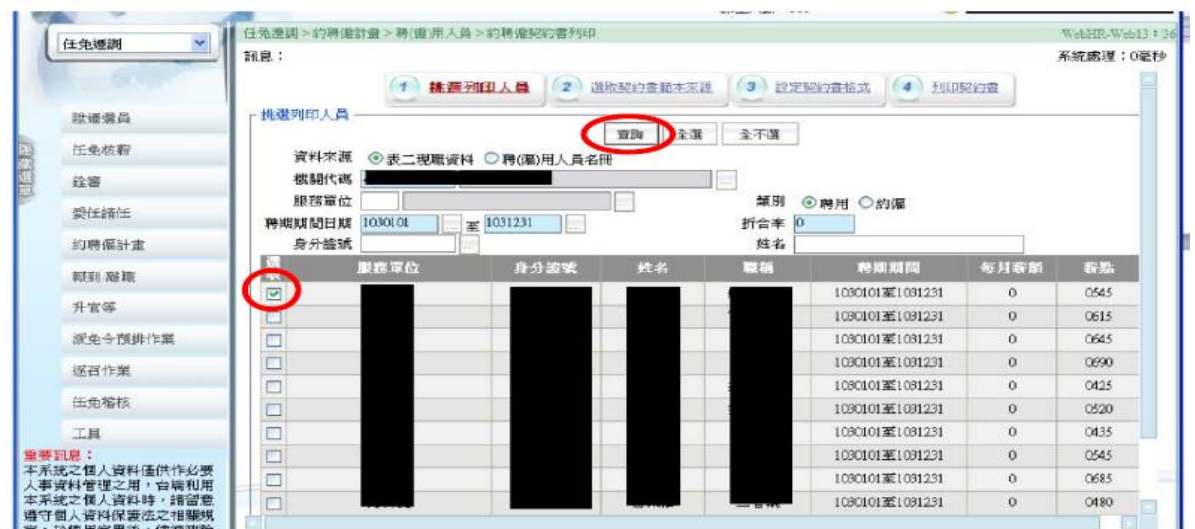 任免遷調
任免遷調 > 約聘僱計畫 > 聘(僱)用人員 > 約聘僱契約書列印
WebHR-Web13：36
訊息：
系統處理：0毫秒
1 挑選列印人員
2 選取契約書範本來源
3 設定契約書格式
4 列印契約書
挑選列印人員
查詢 全選 全不選
資料來源 表二現職資料 聘(僱)用人員名冊
機關代碼
服務單位
類別 聘用 約僱
聘期期間日期 1030101 至 1031231
折合率 0
身分證號
姓名
選取 服務單位 身分證號 姓名 職稱 聘期期間 每月薪額 薪點
1030101至1031231 0 0545
1030101至1031231 0 0615
1030101至1031231 0 0645
1030101至1031231 0 0690
1030101至1031231 0 0425
1030101至1031231 0 0520
1030101至1031231 0 0435
1030101至1031231 0 0545
1030101至1031231 0 0685
1030101至1031231 0 0480
陞遷選員
任免核薪
銓審
委任請任
約聘僱計畫
報到/離職
升官等
派免令預排作業
逐召作業
任免稽核
工具
重要訊息：
本系統之個人資料僅供作必要
人事資料管理之用，台端利用
本系統之個人資料時，請留意
遵守個人資料保護法之相關規